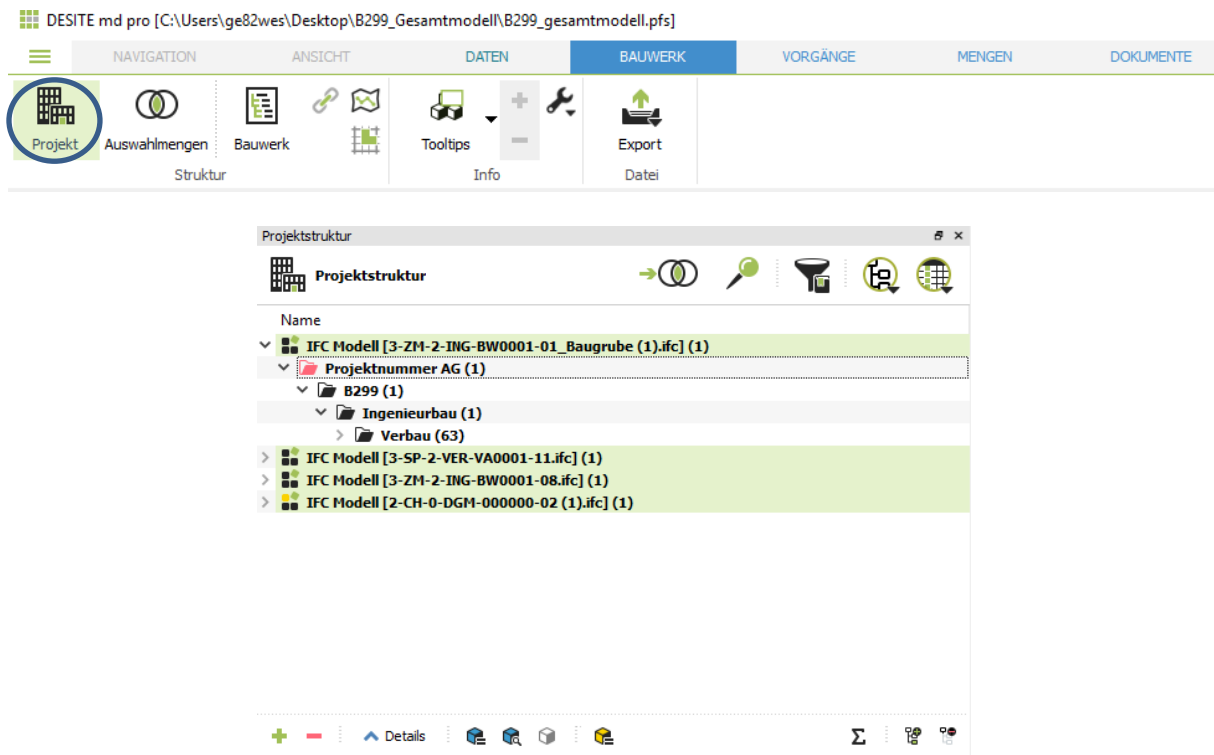 DESITE md pro [C:\Users\ge82wes\Desktop\B299_Gesamtmodell\B299_gesamtmodell.pfs]
NAVIGATION ANSICHT DATEN BAUWERK VORGÄNGE MENGEN DOKUMENTE
Projekt Auswahlmengen Bauwerk Tooltips Export
Struktur Info Datei
Projektstruktur
Projektstruktur
Name
IFC Modell [3-ZM-2-ING-BW0001-01_Baugrube (1).ifc] (1)
Projektnummer AG (1)
B299 (1)
Ingenieurbau (1)
Verbau (63)
IFC Modell [3-SP-2-VER-VA0001-11.ifc] (1)
IFC Modell [3-ZM-2-ING-BW0001-08.ifc] (1)
IFC Modell [2-CH-0-DGM-000000-02 (1).ifc] (1)
Details Σ